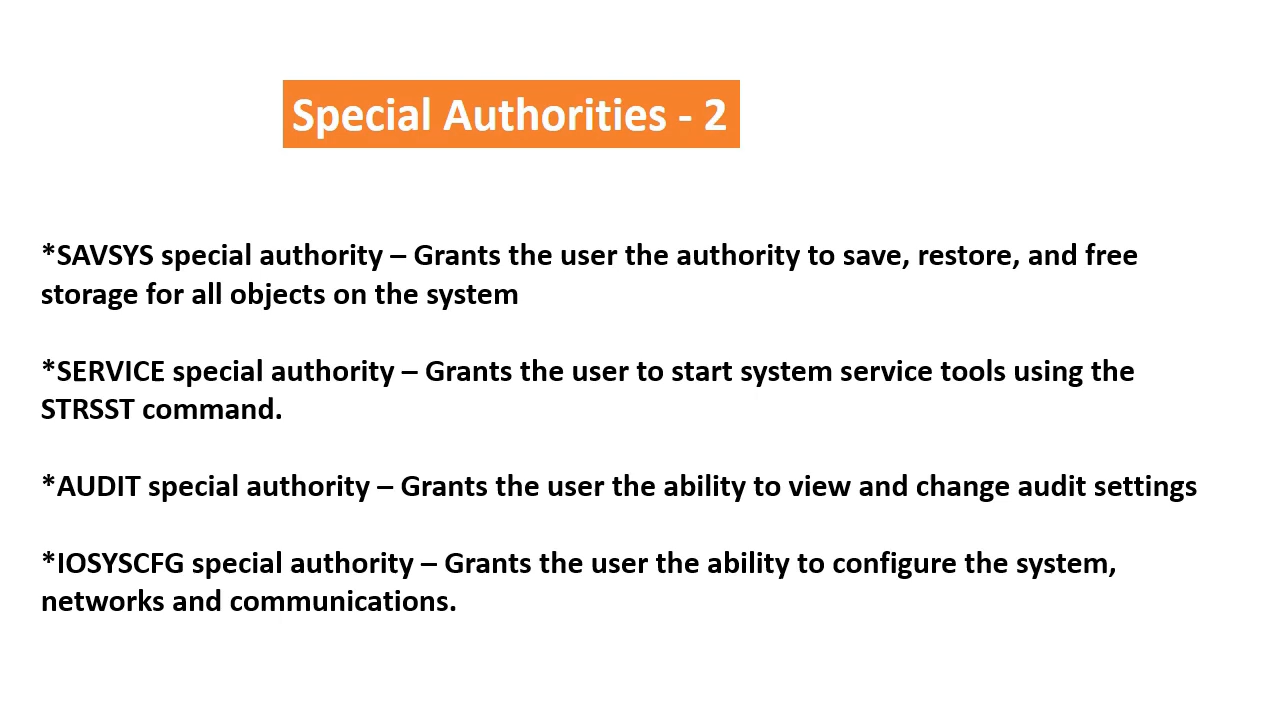 Special Authorities - 2
*SAVSYS special authority – Grants the user the authority to save, restore, and free
storage for all objects on the system
*SERVICE special authority – Grants the user to start system service tools using the
STRSST command.
*AUDIT special authority – Grants the user the ability to view and change audit settings
*IOSYSCFG special authority – Grants the user the ability to configure the system,
networks and communications.